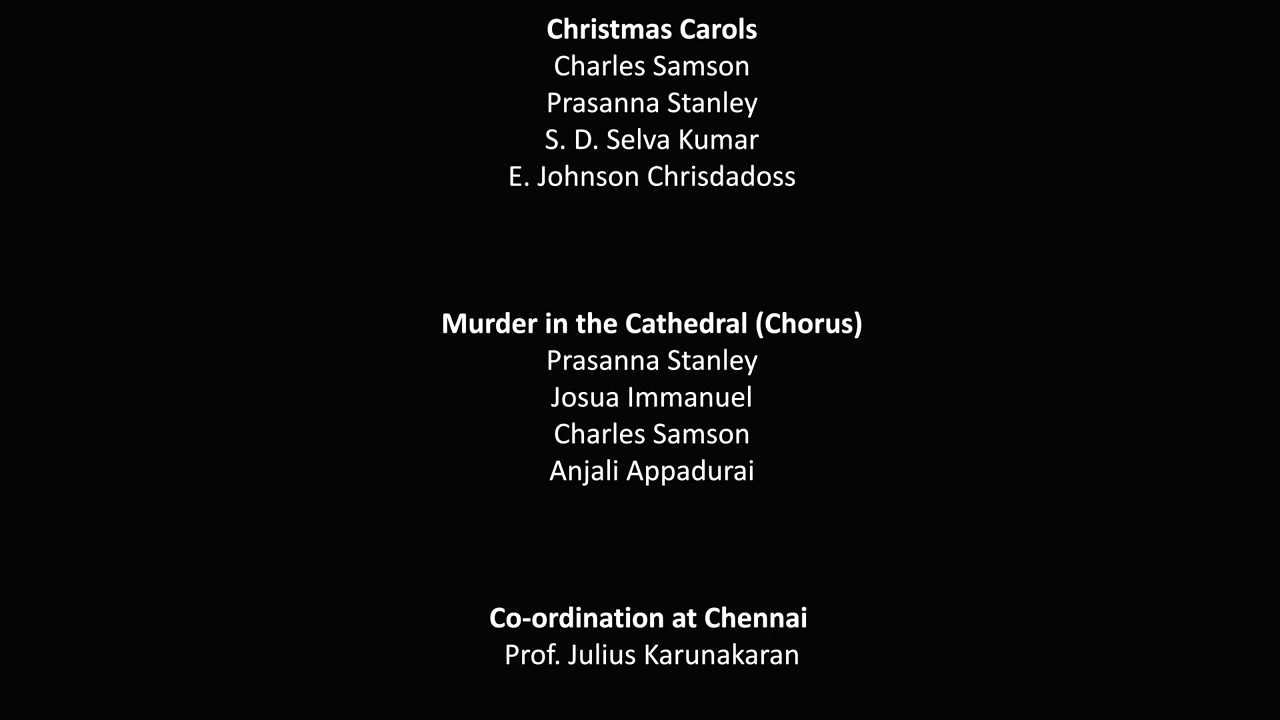 Christmas Carols
Charles Samson
Prasanna Stanley
S. D. Selva Kumar
E. Johnson Chrisdadoss
Murder in the Cathedral (Chorus)
Prasanna Stanley
Josua Immanuel
Charles Samson
Anjali Appadurai
Co-ordination at Chennai
Prof. Julius Karunakaran